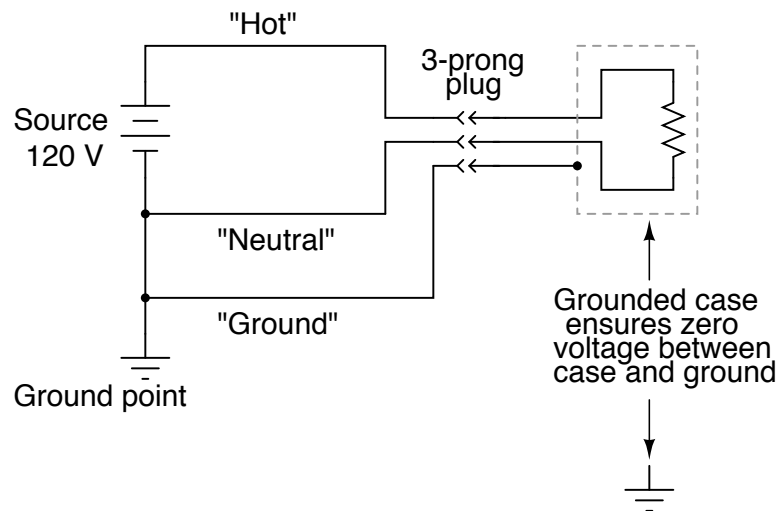 "Hot"
3-prong
plug
Source
120 V
"Neutral"
"Ground"
Ground point
Grounded case
ensures zero
voltage between
case and ground